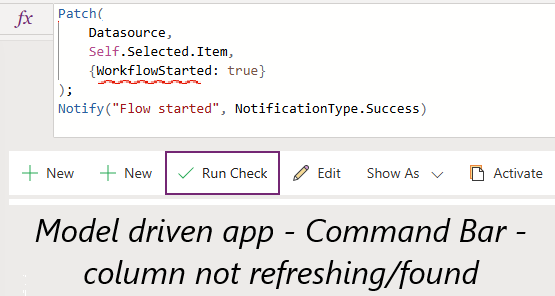 fx
Patch(
Datasource,
Self.Selected.Item,
{WorkflowStarted: true}
);
Notify("Flow started", NotificationType.Success)
New
New
Run Check
Edit
Show As
Activate
Model driven app - Command Bar -
column not refreshing/found